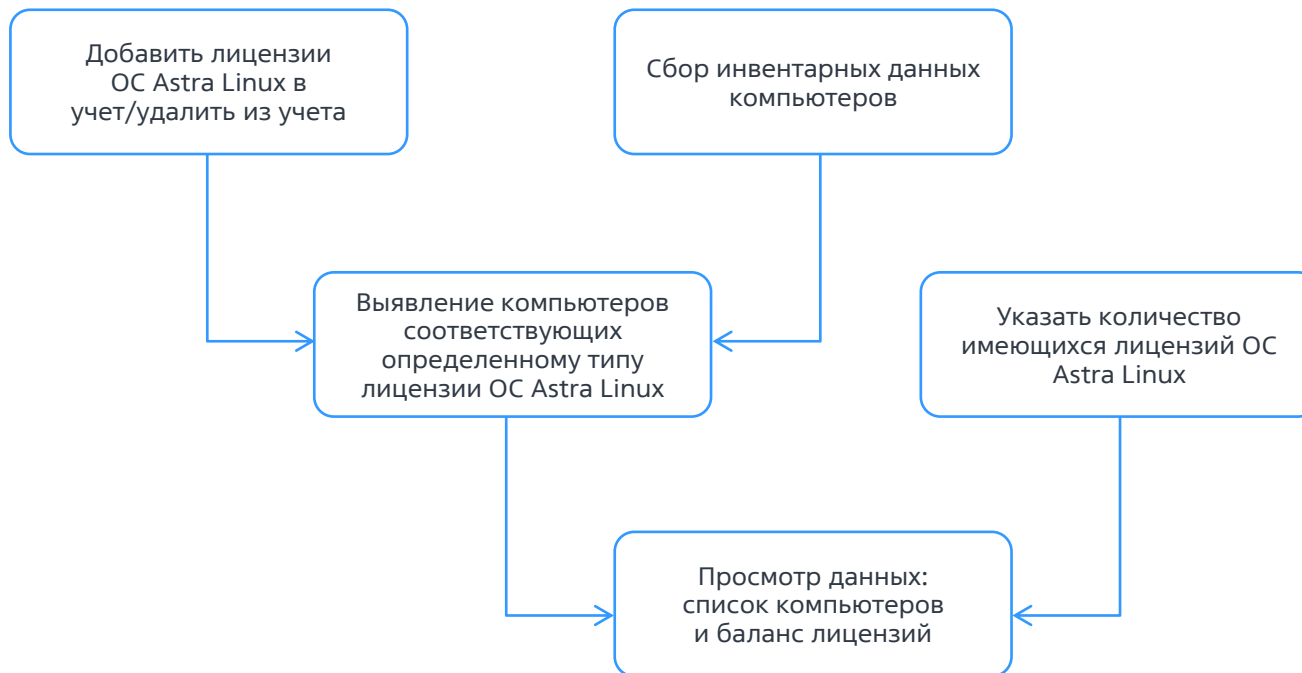 Добавить лицензии
ОС Astra Linux в
учет/удалить из учета
Сбор инвентарных данных
компьютеров
Выявление компьютеров
соответствующих
определенному типу
лицензии ОС Astra Linux
Указать количество
имеющихся лицензий ОС
Astra Linux
Просмотр данных:
список компьютеров
и баланс лицензий